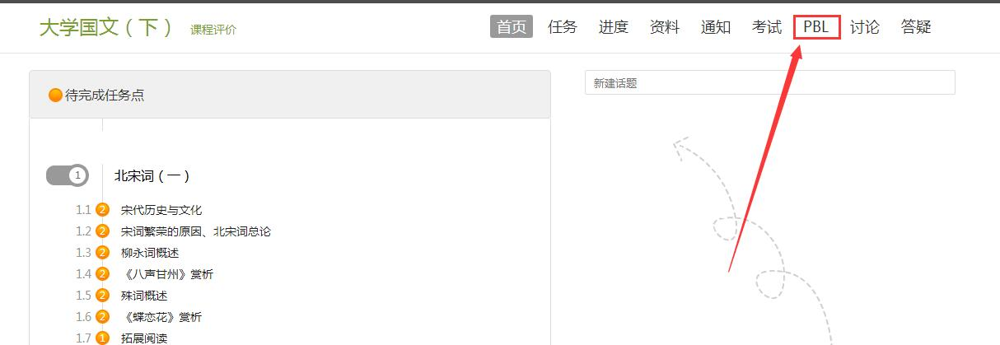 大学国文（下） 课程评价
首页 任务 进度 资料 通知 考试 PBL 讨论 答疑
待完成任务点
新建话题
1 北宋词（一）
1.1 2 宋代历史与文化
1.2 2 宋词繁荣的原因、北宋词总论
1.3 2 柳永词概述
1.4 2 《八声甘州》赏析
1.5 2 殊词概述
1.6 2 《蝶恋花》赏析
1.7 1 拓展阅读